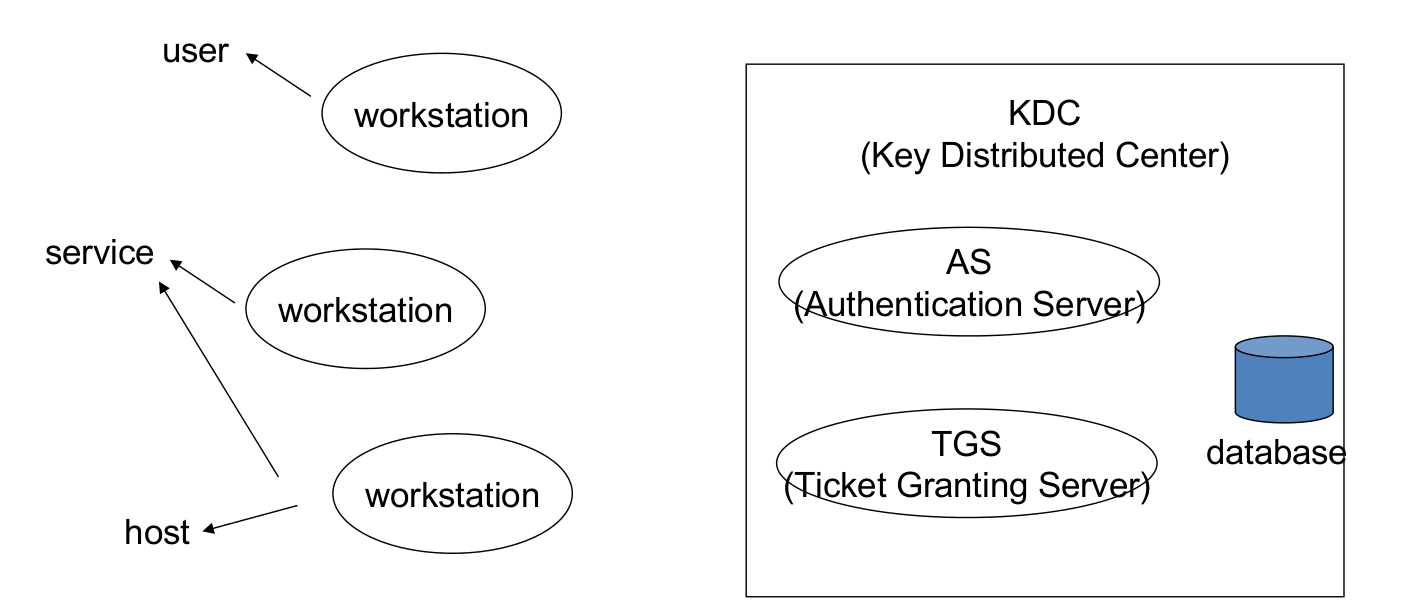 user
workstation
service
workstation
workstation
host
KDC
(Key Distributed Center)
AS
(Authentication Server)
TGS
(Ticket Granting Server)
database